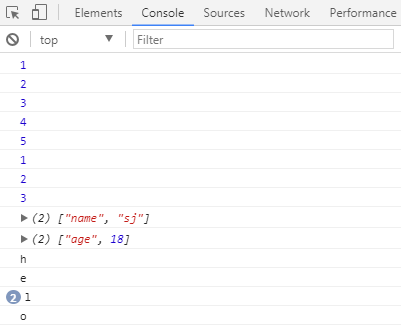 Elements Console Sources Network Performance
top Filter
1
2
3
4
5
1
2
3
(2) ["name", "sj"]
(2) ["age", 18]
h
e
2 l
o